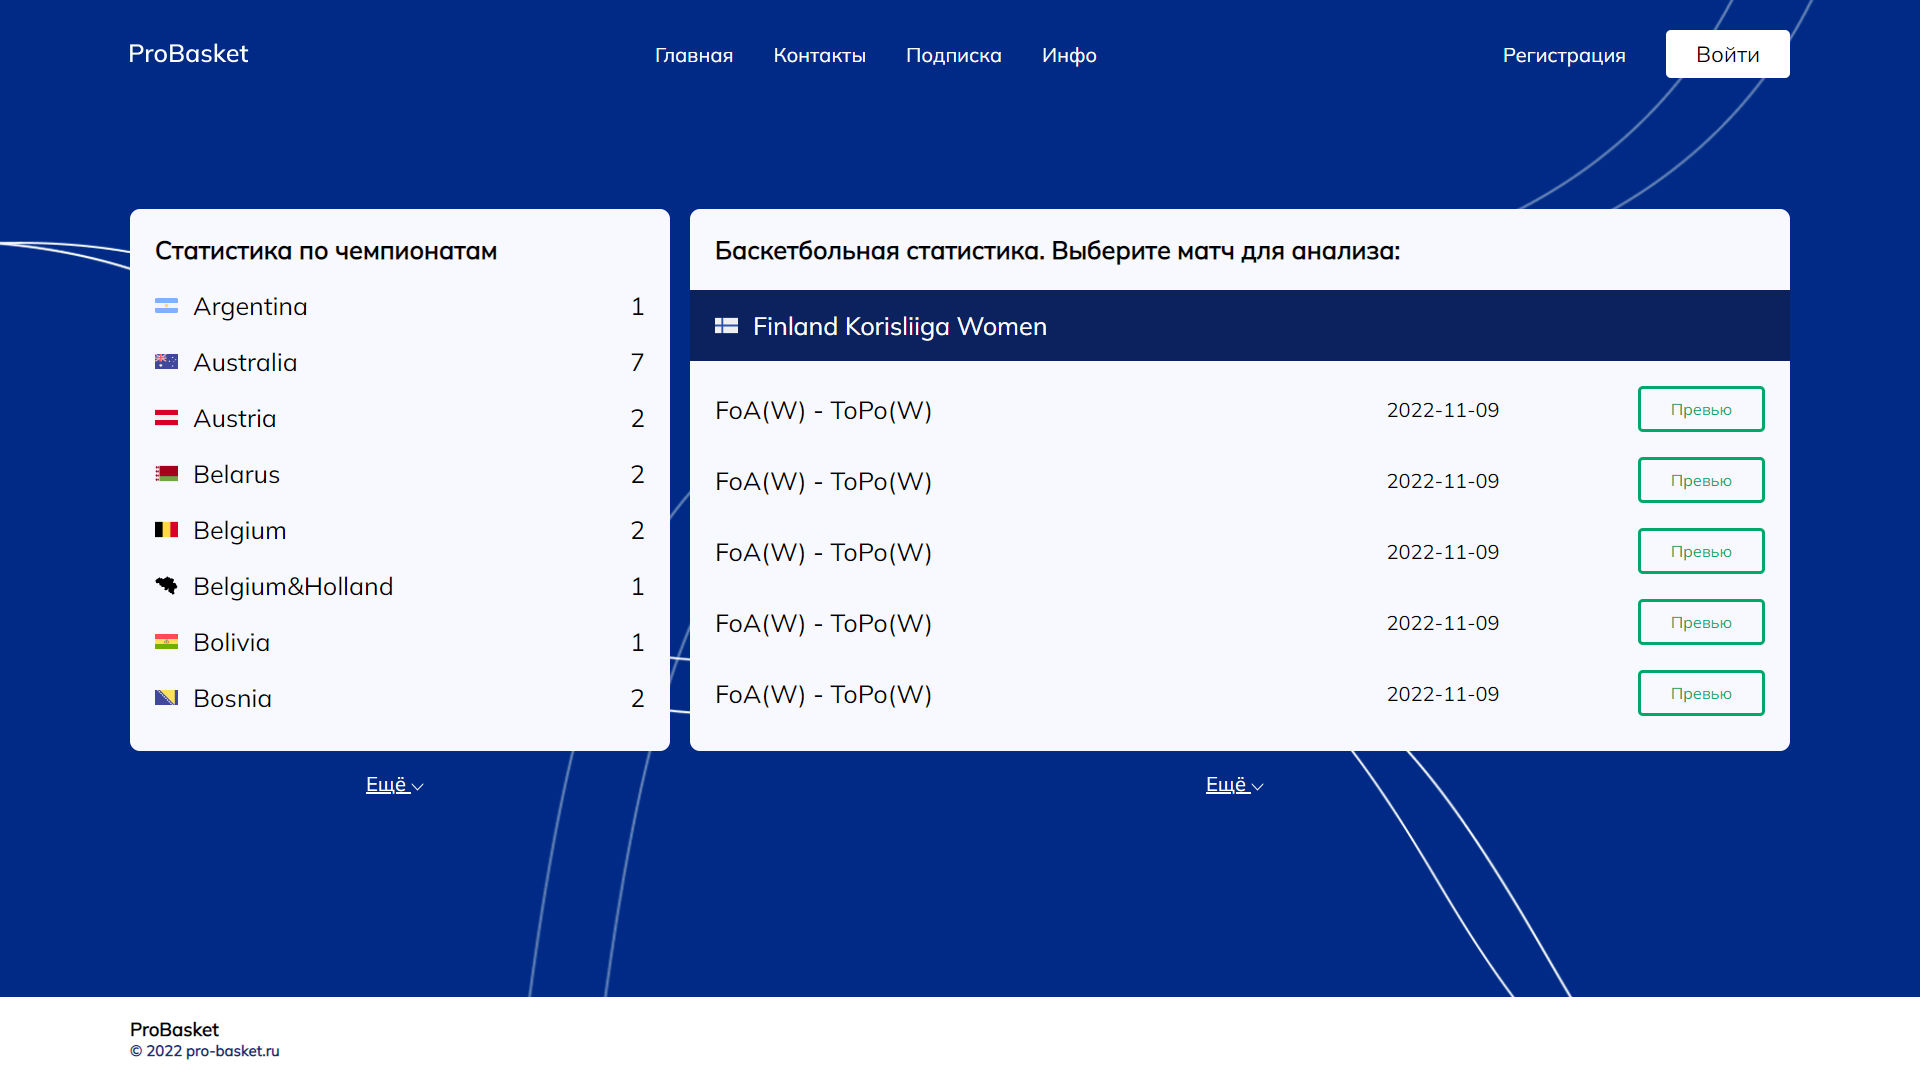 ProBasket
Главная Контакты Подписка Инфо
Регистрация Войти
Статистика по чемпионатам
Argentina 1
Australia 7
Austria 2
Belarus 2
Belgium 2
Belgium&Holland 1
Bolivia 1
Bosnia 2
Ещё
Баскетбольная статистика. Выберите матч для анализа:
Finland Korisliiga Women
FoA(W) - ToPo(W) 2022-11-09 Превью
FoA(W) - ToPo(W) 2022-11-09 Превью
FoA(W) - ToPo(W) 2022-11-09 Превью
FoA(W) - ToPo(W) 2022-11-09 Превью
FoA(W) - ToPo(W) 2022-11-09 Превью
Ещё
ProBasket
© 2022 pro-basket.ru